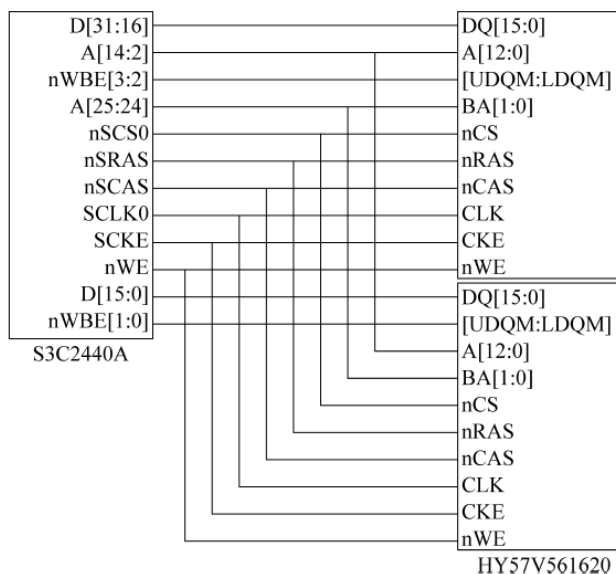 D[31:16]
A[14:2]
nWBE[3:2]
A[25:24]
nSCS0
nSRAS
nSCAS
SCLK0
SCKE
nWE
D[15:0]
nWBE[1:0]
S3C2440A
DQ[15:0]
A[12:0]
[UDQM:LDQM]
BA[1:0]
nCS
nRAS
nCAS
CLK
CKE
nWE
DQ[15:0]
[UDQM:LDQM]
A[12:0]
BA[1:0]
nCS
nRAS
nCAS
CLK
CKE
nWE
HY57V561620